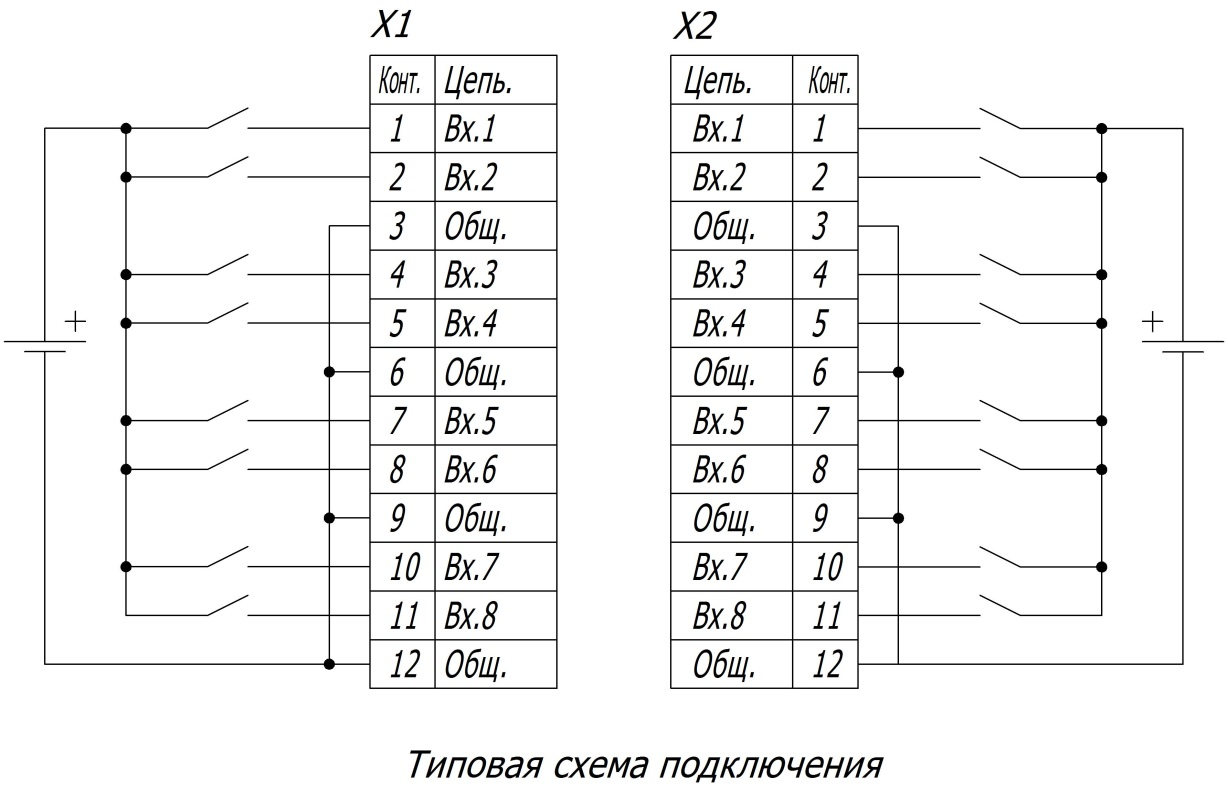 X1 X2
Конт. Цепь. Цепь. Конт.
1 Вх.1 Вх.1 1
2 Вх.2 Вх.2 2
3 Общ. Общ. 3
4 Вх.3 Вх.3 4
+ 5 Вх.4 Вх.4 5 +
6 Общ. Общ. 6
7 Вх.5 Вх.5 7
8 Вх.6 Вх.6 8
9 Общ. Общ. 9
10 Вх.7 Вх.7 10
11 Вх.8 Вх.8 11
12 Общ. Общ. 12
Типовая схема подключения